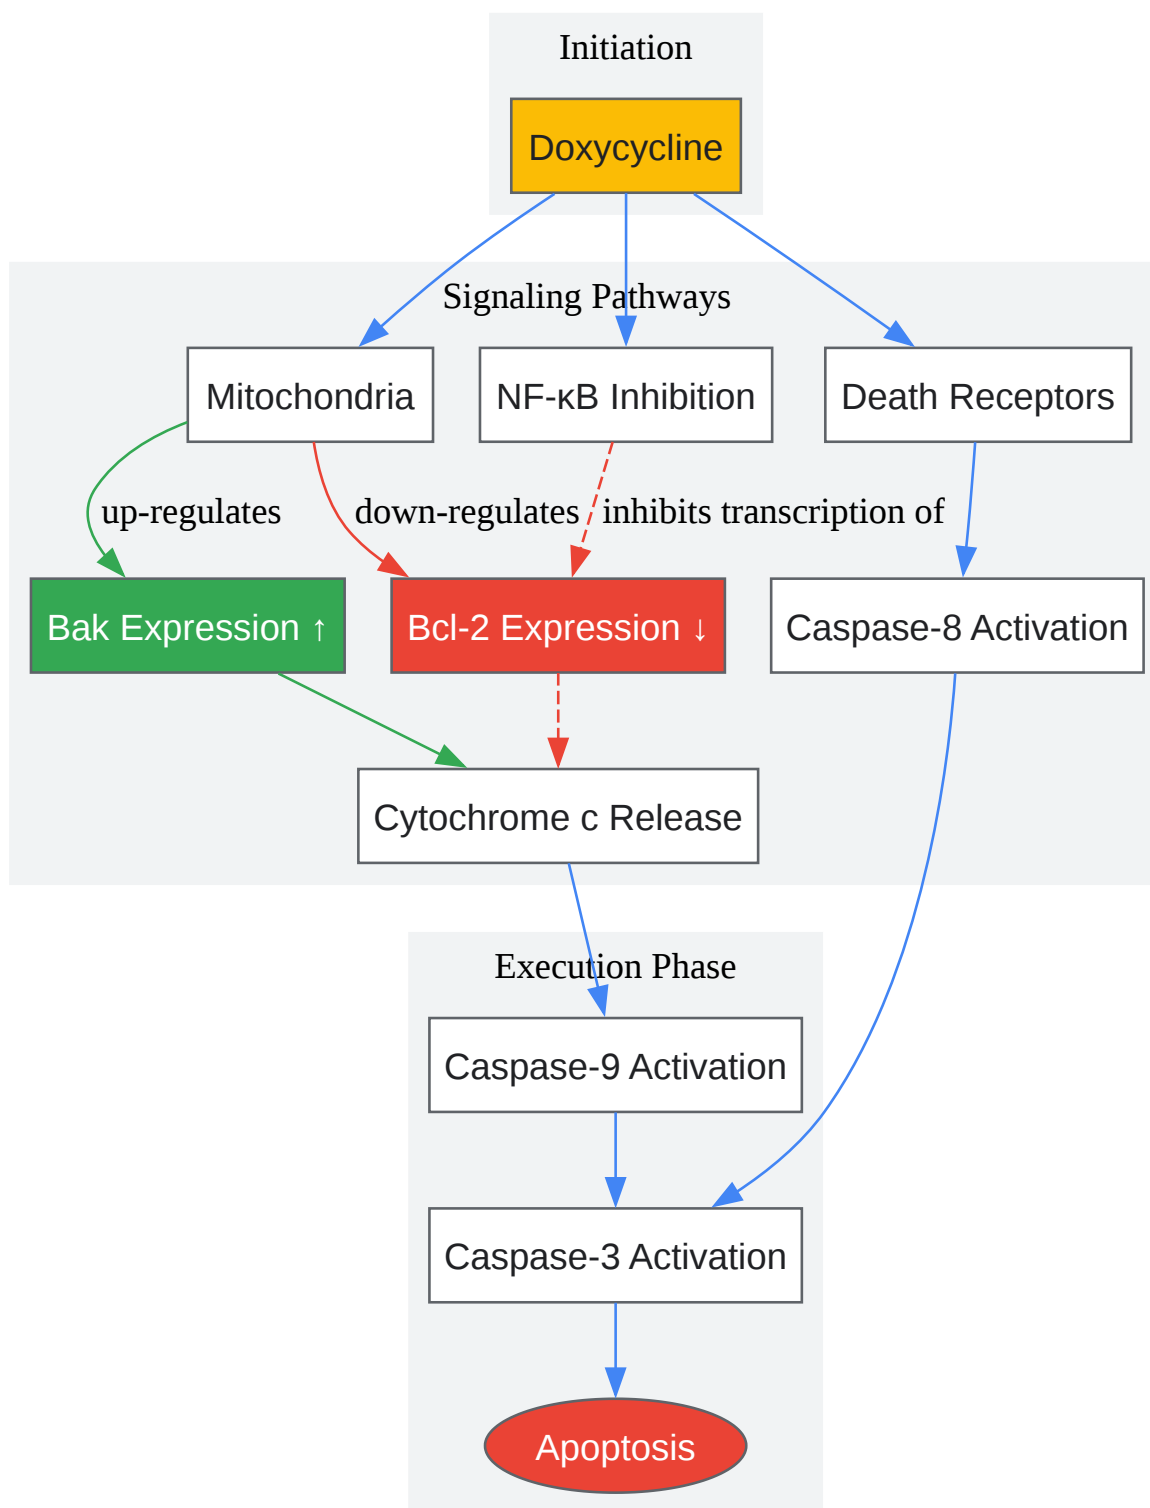 Initiation
Doxycycline
Signaling Pathways
Mitochondria
NF-κB Inhibition
Death Receptors
up-regulates
down-regulates
inhibits transcription of
Bak Expression ↑
Bcl-2 Expression ↓
Caspase-8 Activation
Cytochrome c Release
Execution Phase
Caspase-9 Activation
Caspase-3 Activation
Apoptosis